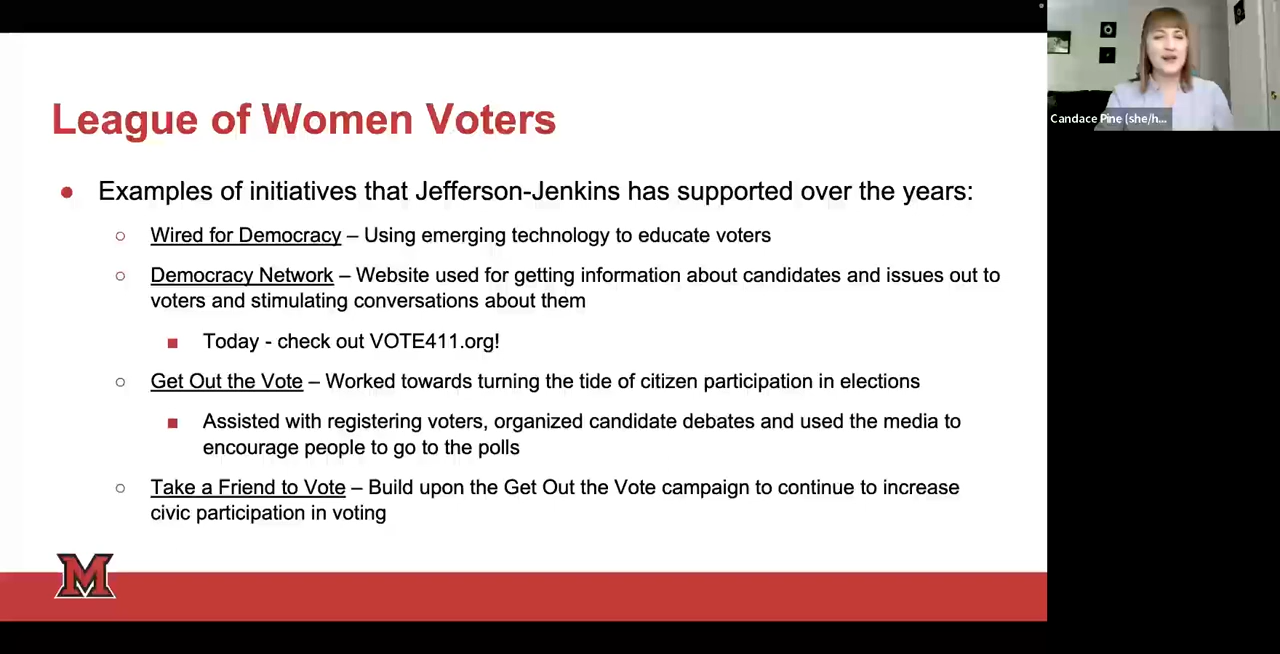 League of Women Voters
● Examples of initiatives that Jefferson-Jenkins has supported over the years:
○ Wired for Democracy – Using emerging technology to educate voters
○ Democracy Network – Website used for getting information about candidates and issues out to
voters and stimulating conversations about them
■ Today - check out VOTE411.org!
○ Get Out the Vote – Worked towards turning the tide of citizen participation in elections
■ Assisted with registering voters, organized candidate debates and used the media to
encourage people to go to the polls
○ Take a Friend to Vote – Build upon the Get Out the Vote campaign to continue to increase
civic participation in voting
M
Candace Pine (she/h...